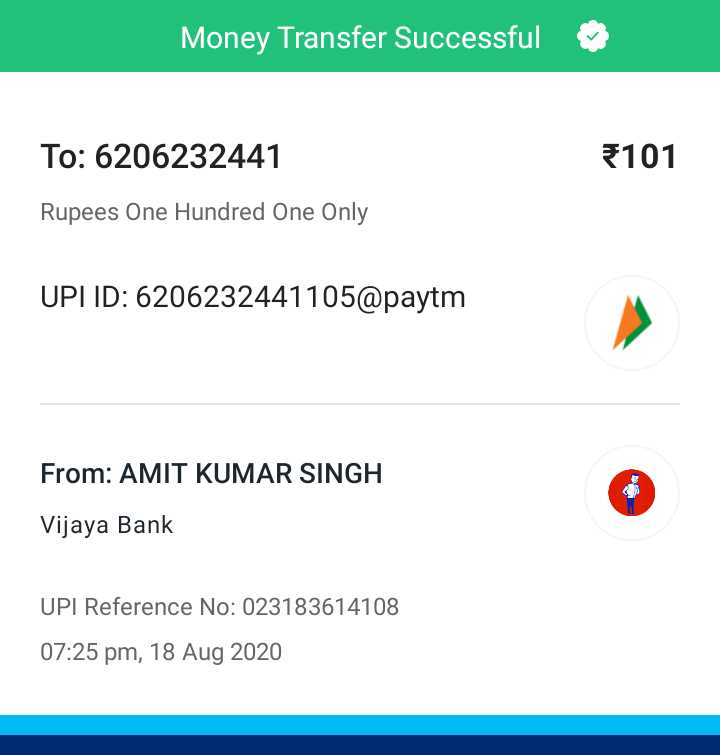 Money Transfer Successful
To: 6206232441 ₹101
Rupees One Hundred One Only
UPI ID: 6206232441105@paytm
From: AMIT KUMAR SINGH
Vijaya Bank
UPI Reference No: 023183614108
07:25 pm, 18 Aug 2020